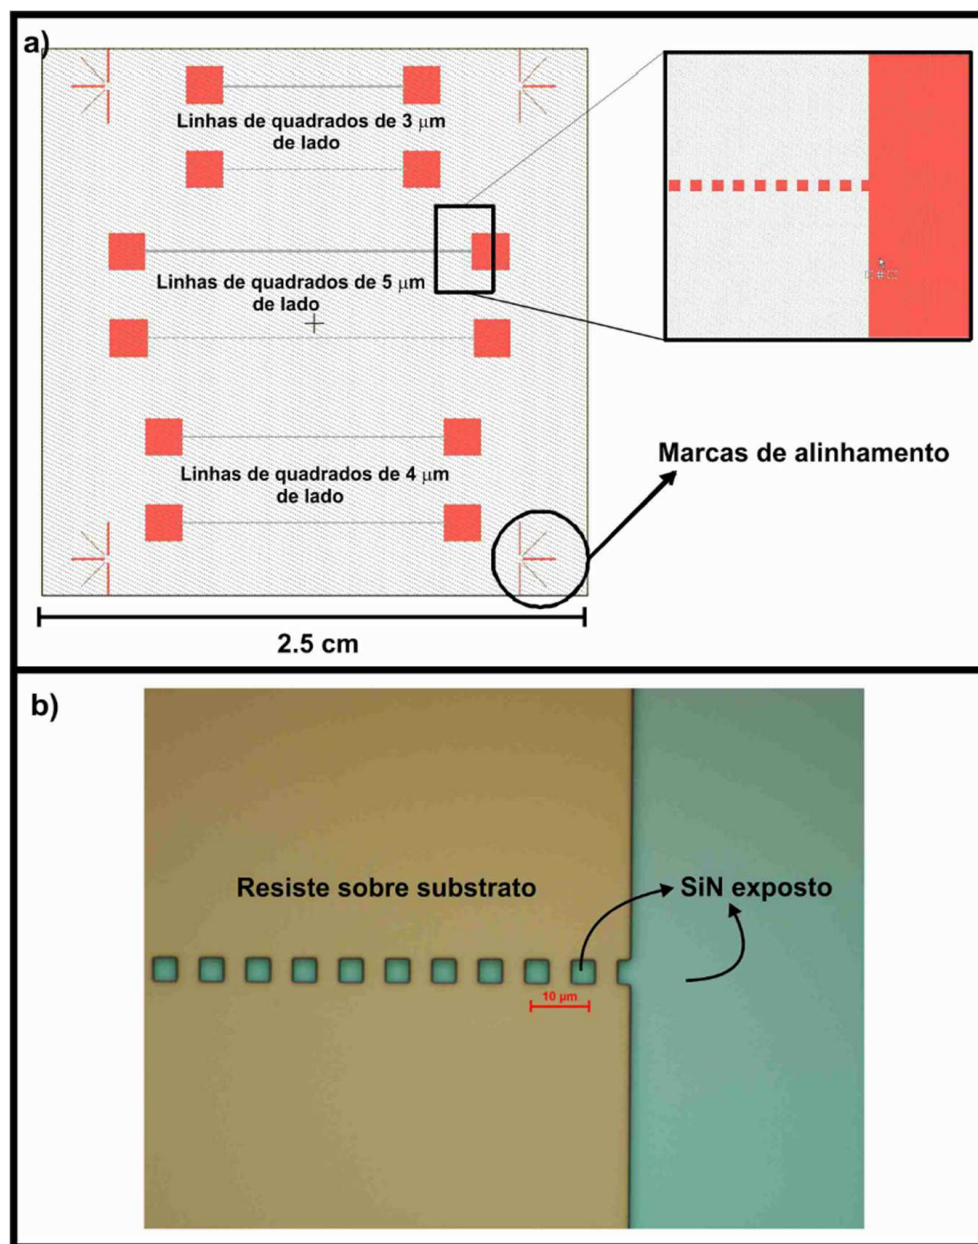 a)
Linhas de quadrados de 3 μm
de lado
Linhas de quadrados de 5 μm
de lado
Linhas de quadrados de 4 μm
de lado
Marcas de alinhamento
2.5 cm
b)
Resiste sobre substrato
SiN exposto
10 μm